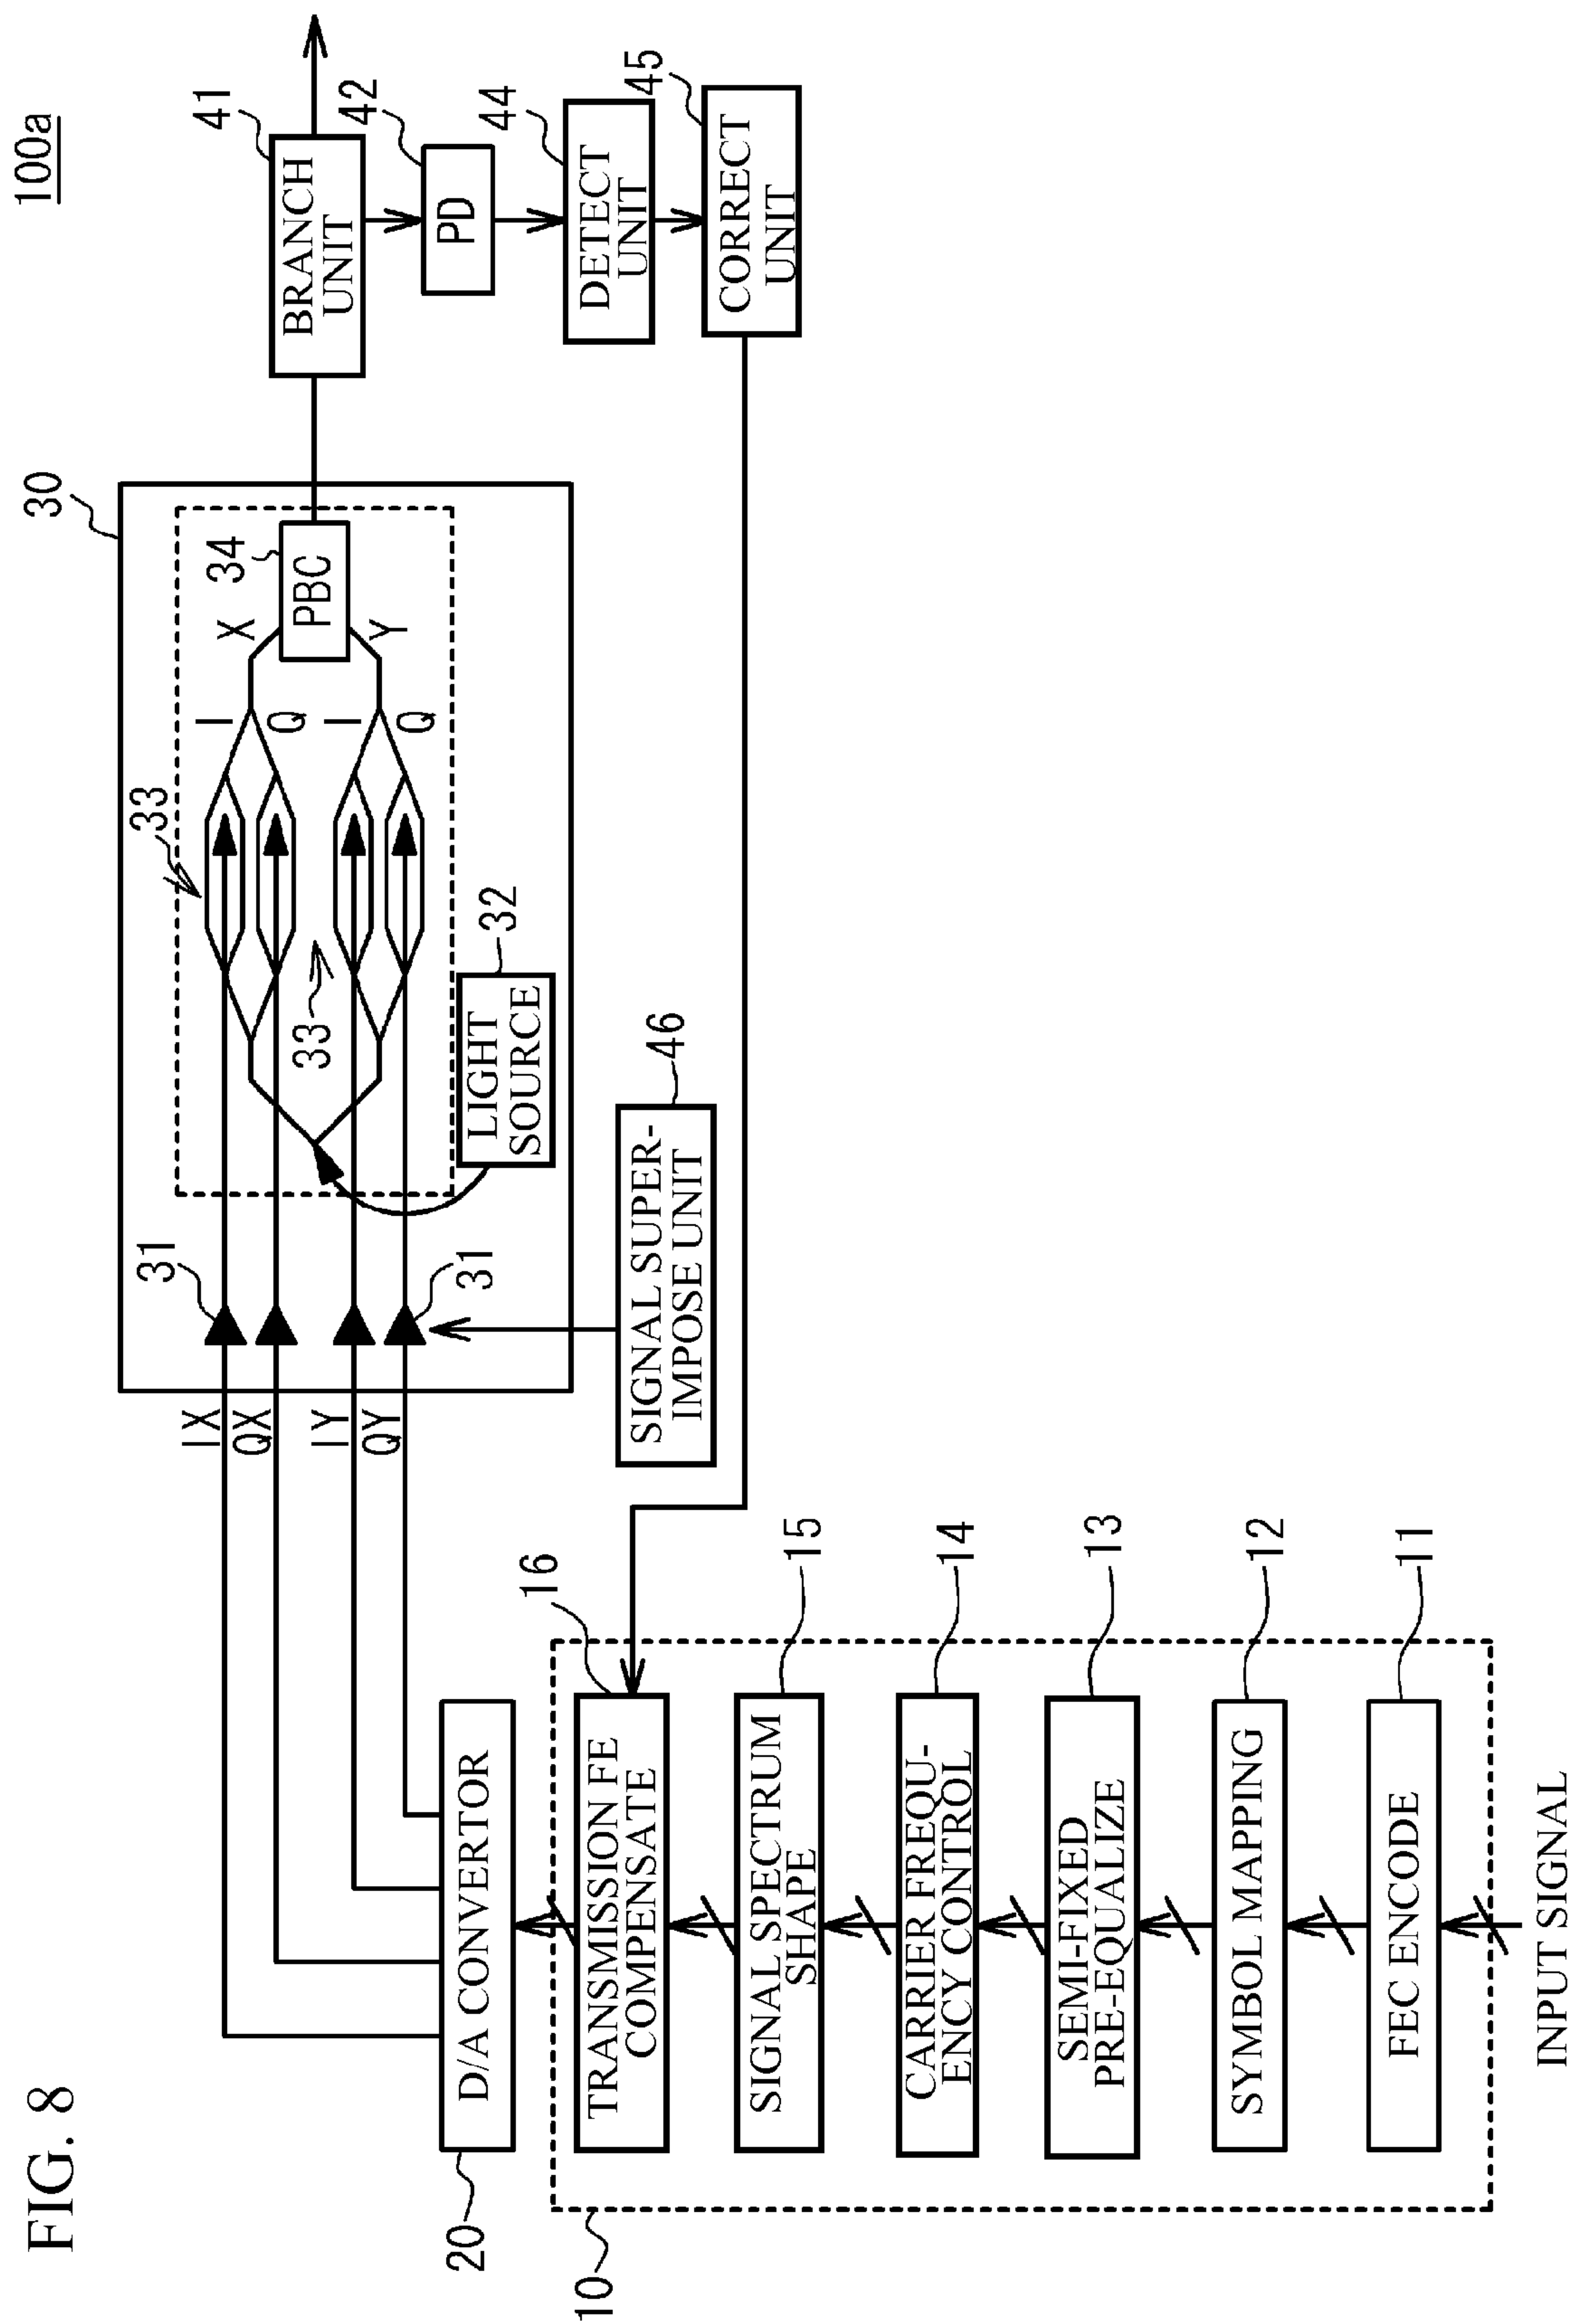 FIG. 8
100a
30
33
34
41
X
BRANCH
UNIT
I
Q
PBC
31
IX
QX
33
I
Q
Y
42
PD
IY
QY
31
LIGHT
SOURCE
32
44
DETECT
UNIT
20
D/A CONVERTOR
SIGNAL SUPER-
IMPOSE UNIT
46
45
CORRECT
UNIT
10
TRANSMISSION FE
COMPENSATE
16
SIGNAL SPECTRUM
SHAPE
15
CARRIER FREQU-
ENCY CONTROL
14
SEMI-FIXED
PRE-EQUALIZE
13
SYMBOL MAPPING
12
FEC ENCODE
11
INPUT SIGNAL